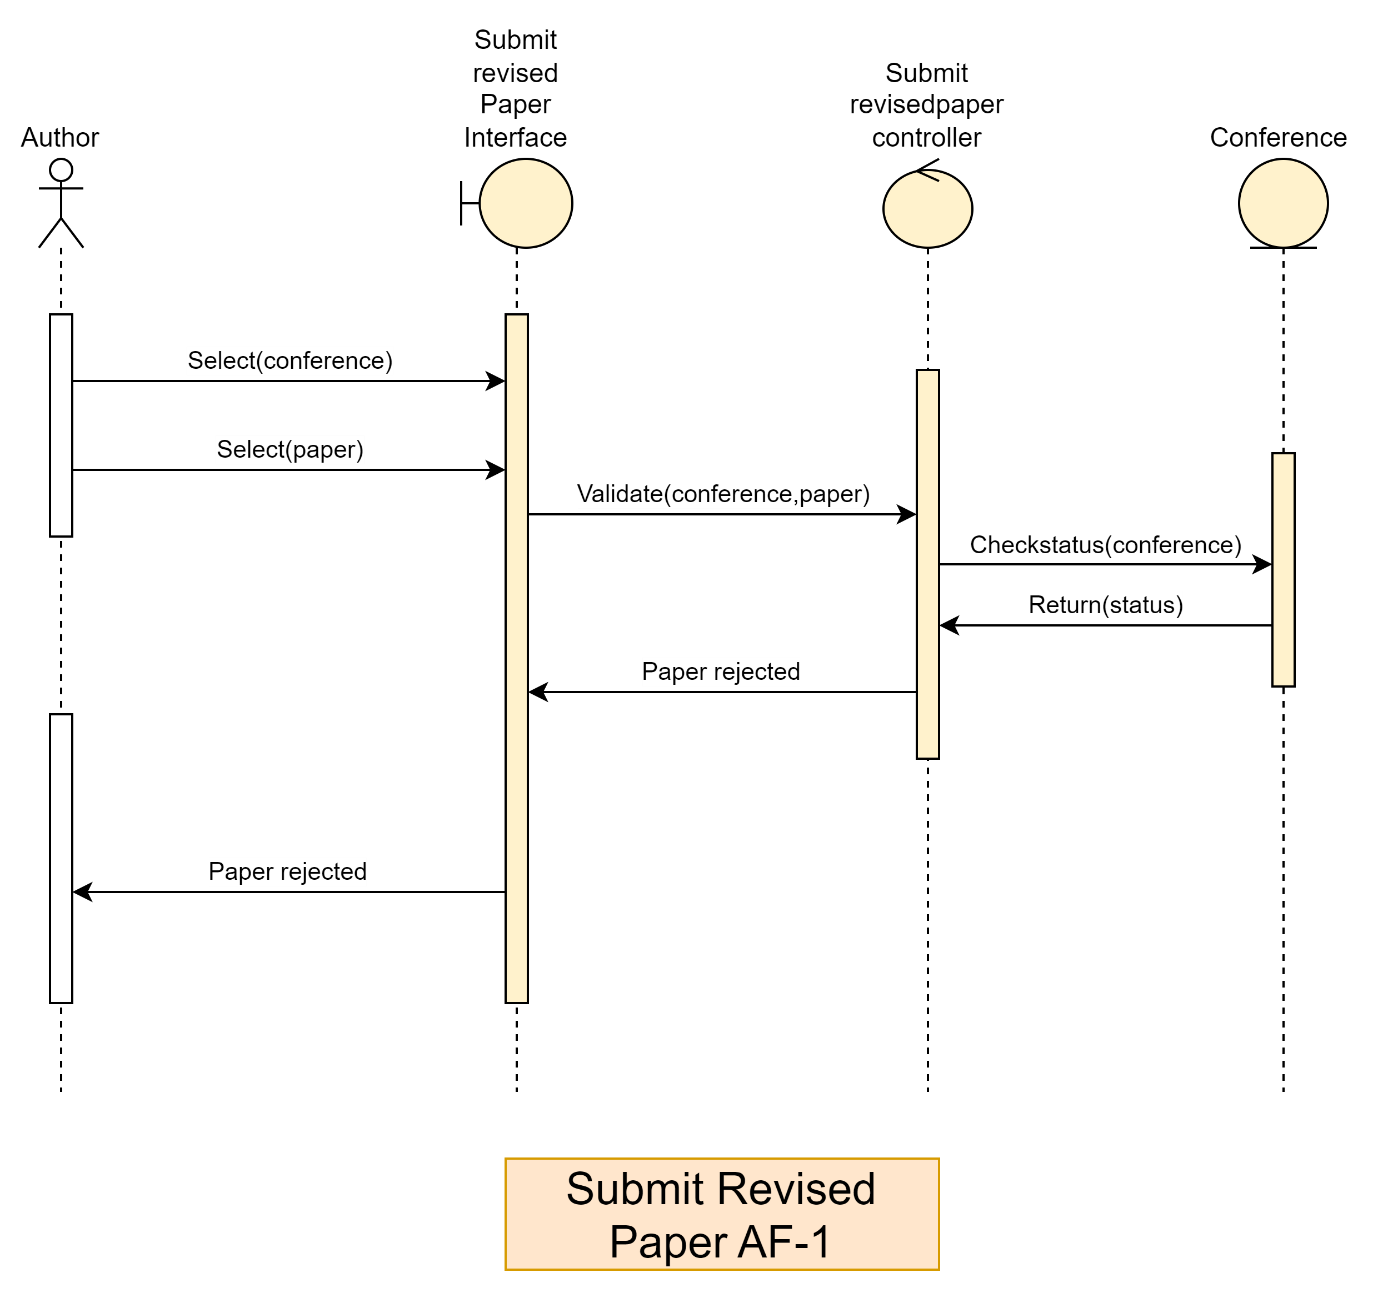 Submit
revised
Paper
Interface
Submit
revisedpaper
controller
Author
Conference
Select(conference)
Select(paper)
Validate(conference,paper)
Checkstatus(conference)
Return(status)
Paper rejected
Paper rejected
Submit Revised
Paper AF-1